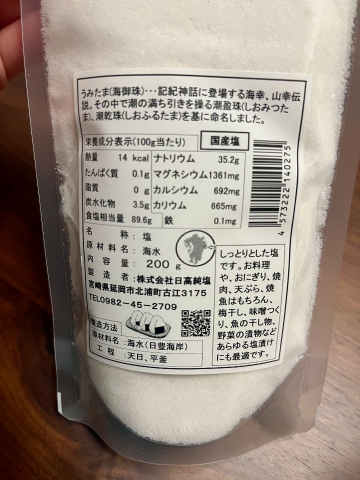 うみたま(海御珠)･･･記紀神話に登場する海幸、山幸伝
説。その中で潮の満ち引きを操る潮盈珠(しおみつた
ま)、潮乾珠(しおふるたま)を基に命名しました。
栄養成分表示(100g当たり) 国産塩
熱量 14 kcal ナトリウム 35.2g
たんぱく質 0.1g マグネシウム 1361mg
脂質 0 g カルシウム 692mg
炭水化物 3.5g カリウム 665mg
食塩相当量 89.6g 鉄 0.1mg
4 573222 140275
名称:塩
原材料名:海水
内容量:200g
製造者:株式会社日高純塩
宮崎県延岡市北浦町古江3175
TEL0982-45-2709
製造方法
原材料名:海水(日豊海岸)
工程:天日、平釜
しっとりとした塩
です。お料理
や、おにぎり、焼
肉、天ぷら、焼
魚はもちろん、
梅干し、味噌づく
り、魚の干し物、
野菜の漬物など
あらゆる塩漬け
にも最適です。